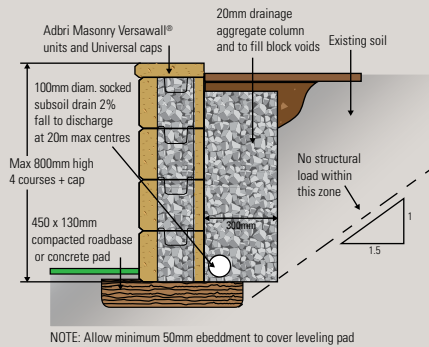 Adbri Masonry Versawall®
units and Universal caps
20mm drainage
aggregate column
and to fill block voids
Existing soil
100mm diam. socked
subsoil drain 2%
fall to discharge
at 20m max centres
Max 800mm high
4 courses + cap
450 x 130mm
compacted roadbase
or concrete pad
300mm
No structural
load within
this zone
1
1.5
NOTE: Allow minimum 50mm ebeddment to cover leveling pad